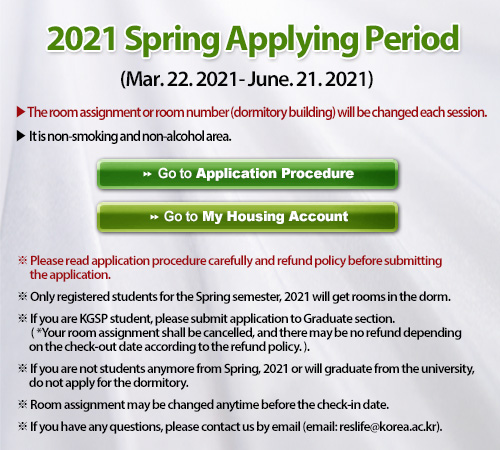 2021 Spring Applying Period
(Mar. 22. 2021- June. 21. 2021)
▶ The room assignment or room number (dormitory building) will be changed each session.
▶ It is non-smoking and non-alcohol area.
Go to Application Procedure
Go to My Housing Account
※ Please read application procedure carefully and refund policy before submitting
the application.
※ Only registered students for the Spring semester, 2021 will get rooms in the dorm.
※ If you are KGSP student, please submit application to Graduate section.
( *Your room assignment shall be cancelled, and there may be no refund depending
on the check-out date according to the refund policy. ).
※ If you are not students anymore from Spring, 2021 or will graduate from the university,
do not apply for the dormitory.
※ Room assignment may be changed anytime before the check-in date.
※ If you have any questions, please contact us by email (email: reslife@korea.ac.kr).